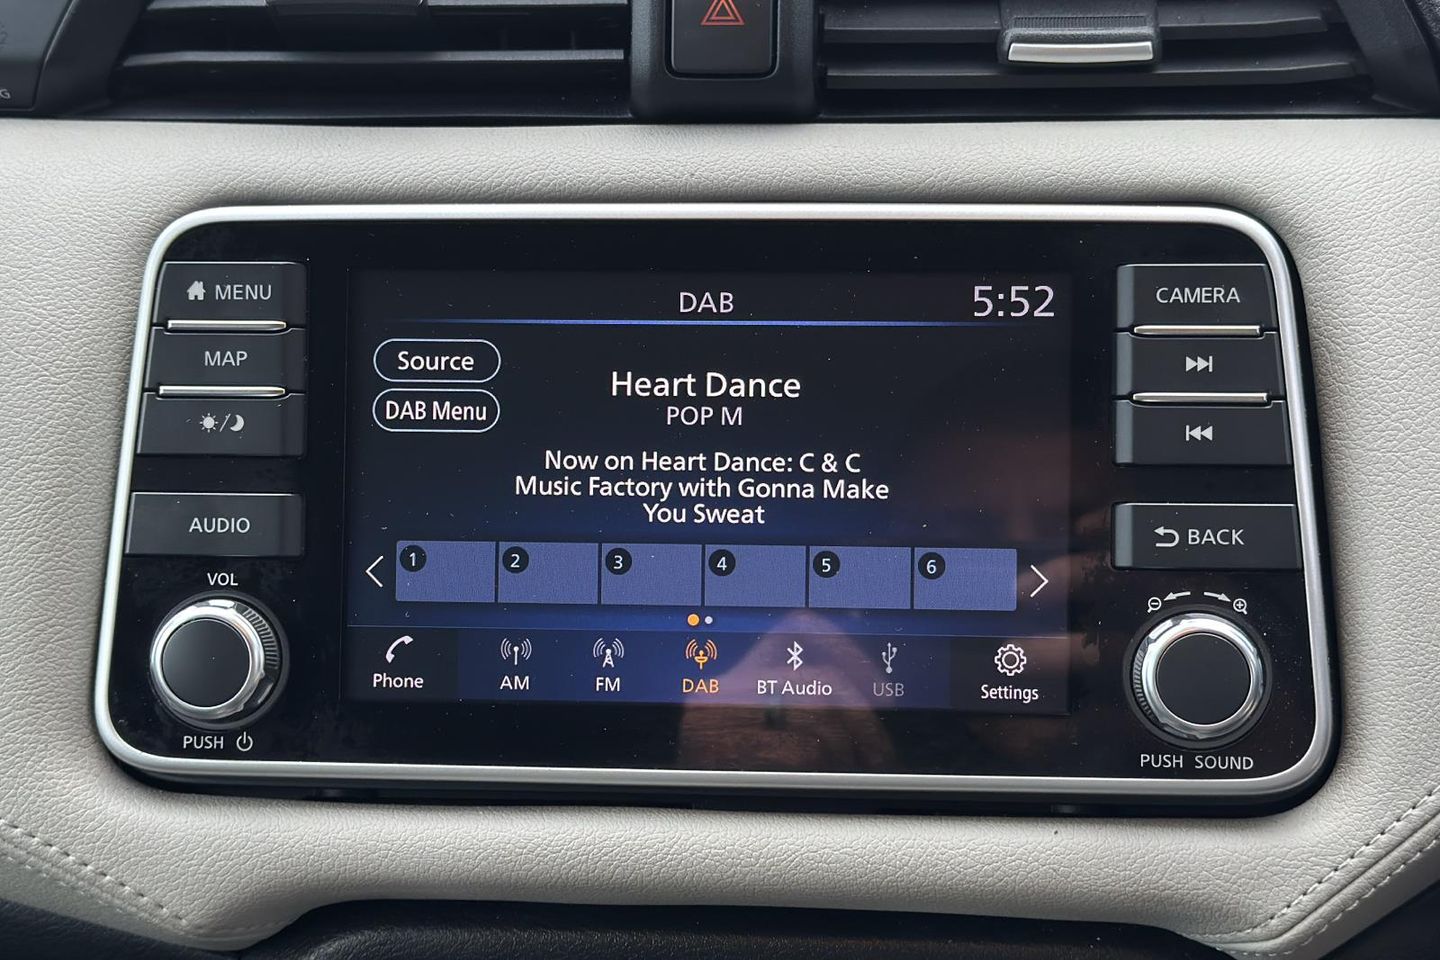 DAB
5:52
Source
DAB Menu
Heart Dance
POP M
Now on Heart Dance: C & C
Music Factory with Gonna Make
You Sweat
1 2 3 4 5 6
Phone
AM
FM
DAB
BT Audio
USB
Settings
MENU
MAP
AUDIO
VOL
PUSH
CAMERA
BACK
PUSH SOUND